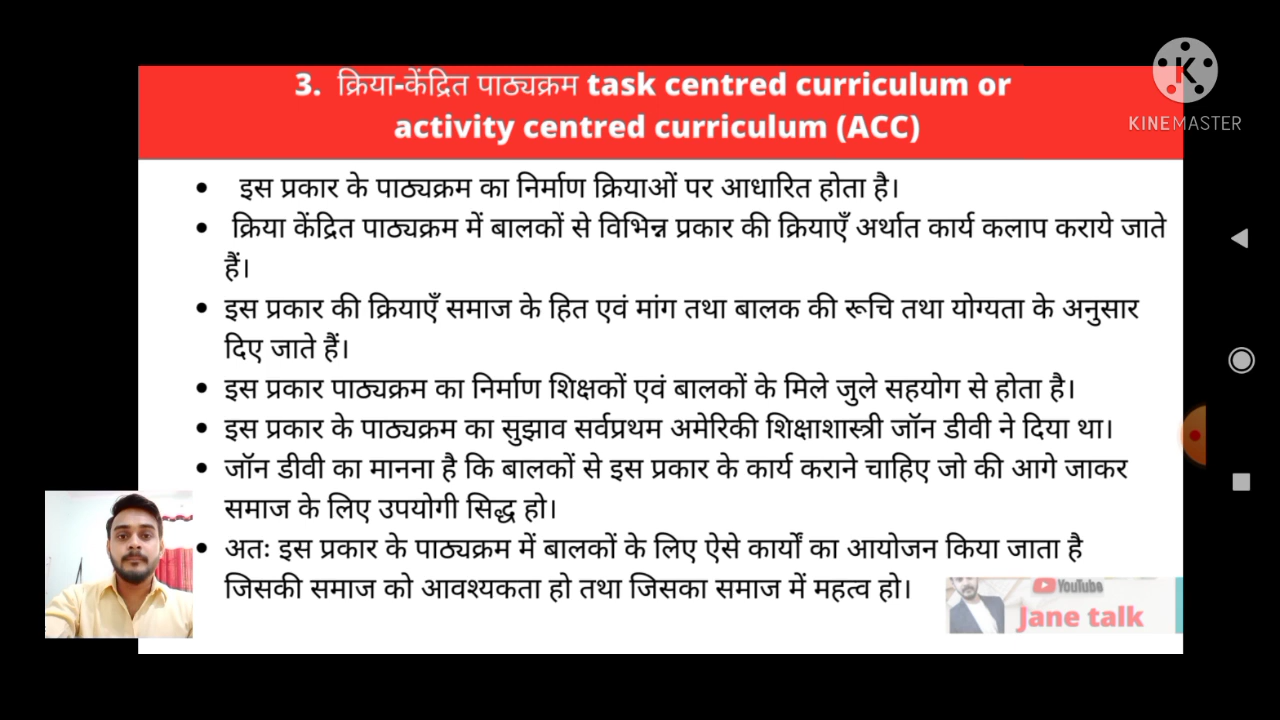 3. क्रिया-केंद्रित पाठ्यक्रम task centred curriculum or
activity centred curriculum (ACC)
K
KINEMASTER
• इस प्रकार के पाठ्यक्रम का निर्माण क्रियाओं पर आधारित होता है।
• क्रिया केंद्रित पाठ्यक्रम में बालकों से विभिन्न प्रकार की क्रियाएँ अर्थात कार्य कलाप कराये जाते
हैं।
• इस प्रकार की क्रियाएँ समाज के हित एवं मांग तथा बालक की रूचि तथा योग्यता के अनुसार
दिए जाते हैं।
• इस प्रकार पाठ्यक्रम का निर्माण शिक्षकों एवं बालकों के मिले जुले सहयोग से होता है।
• इस प्रकार के पाठ्यक्रम का सुझाव सर्वप्रथम अमेरिकी शिक्षाशास्त्री जॉन डीवी ने दिया था।
• जॉन डीवी का मानना है कि बालकों से इस प्रकार के कार्य कराने चाहिए जो की आगे जाकर
समाज के लिए उपयोगी सिद्ध हो।
• अतः इस प्रकार के पाठ्यक्रम में बालकों के लिए ऐसे कार्यों का आयोजन किया जाता है
जिसकी समाज को आवश्यकता हो तथा जिसका समाज में महत्व हो।
YouTube
Jane talk